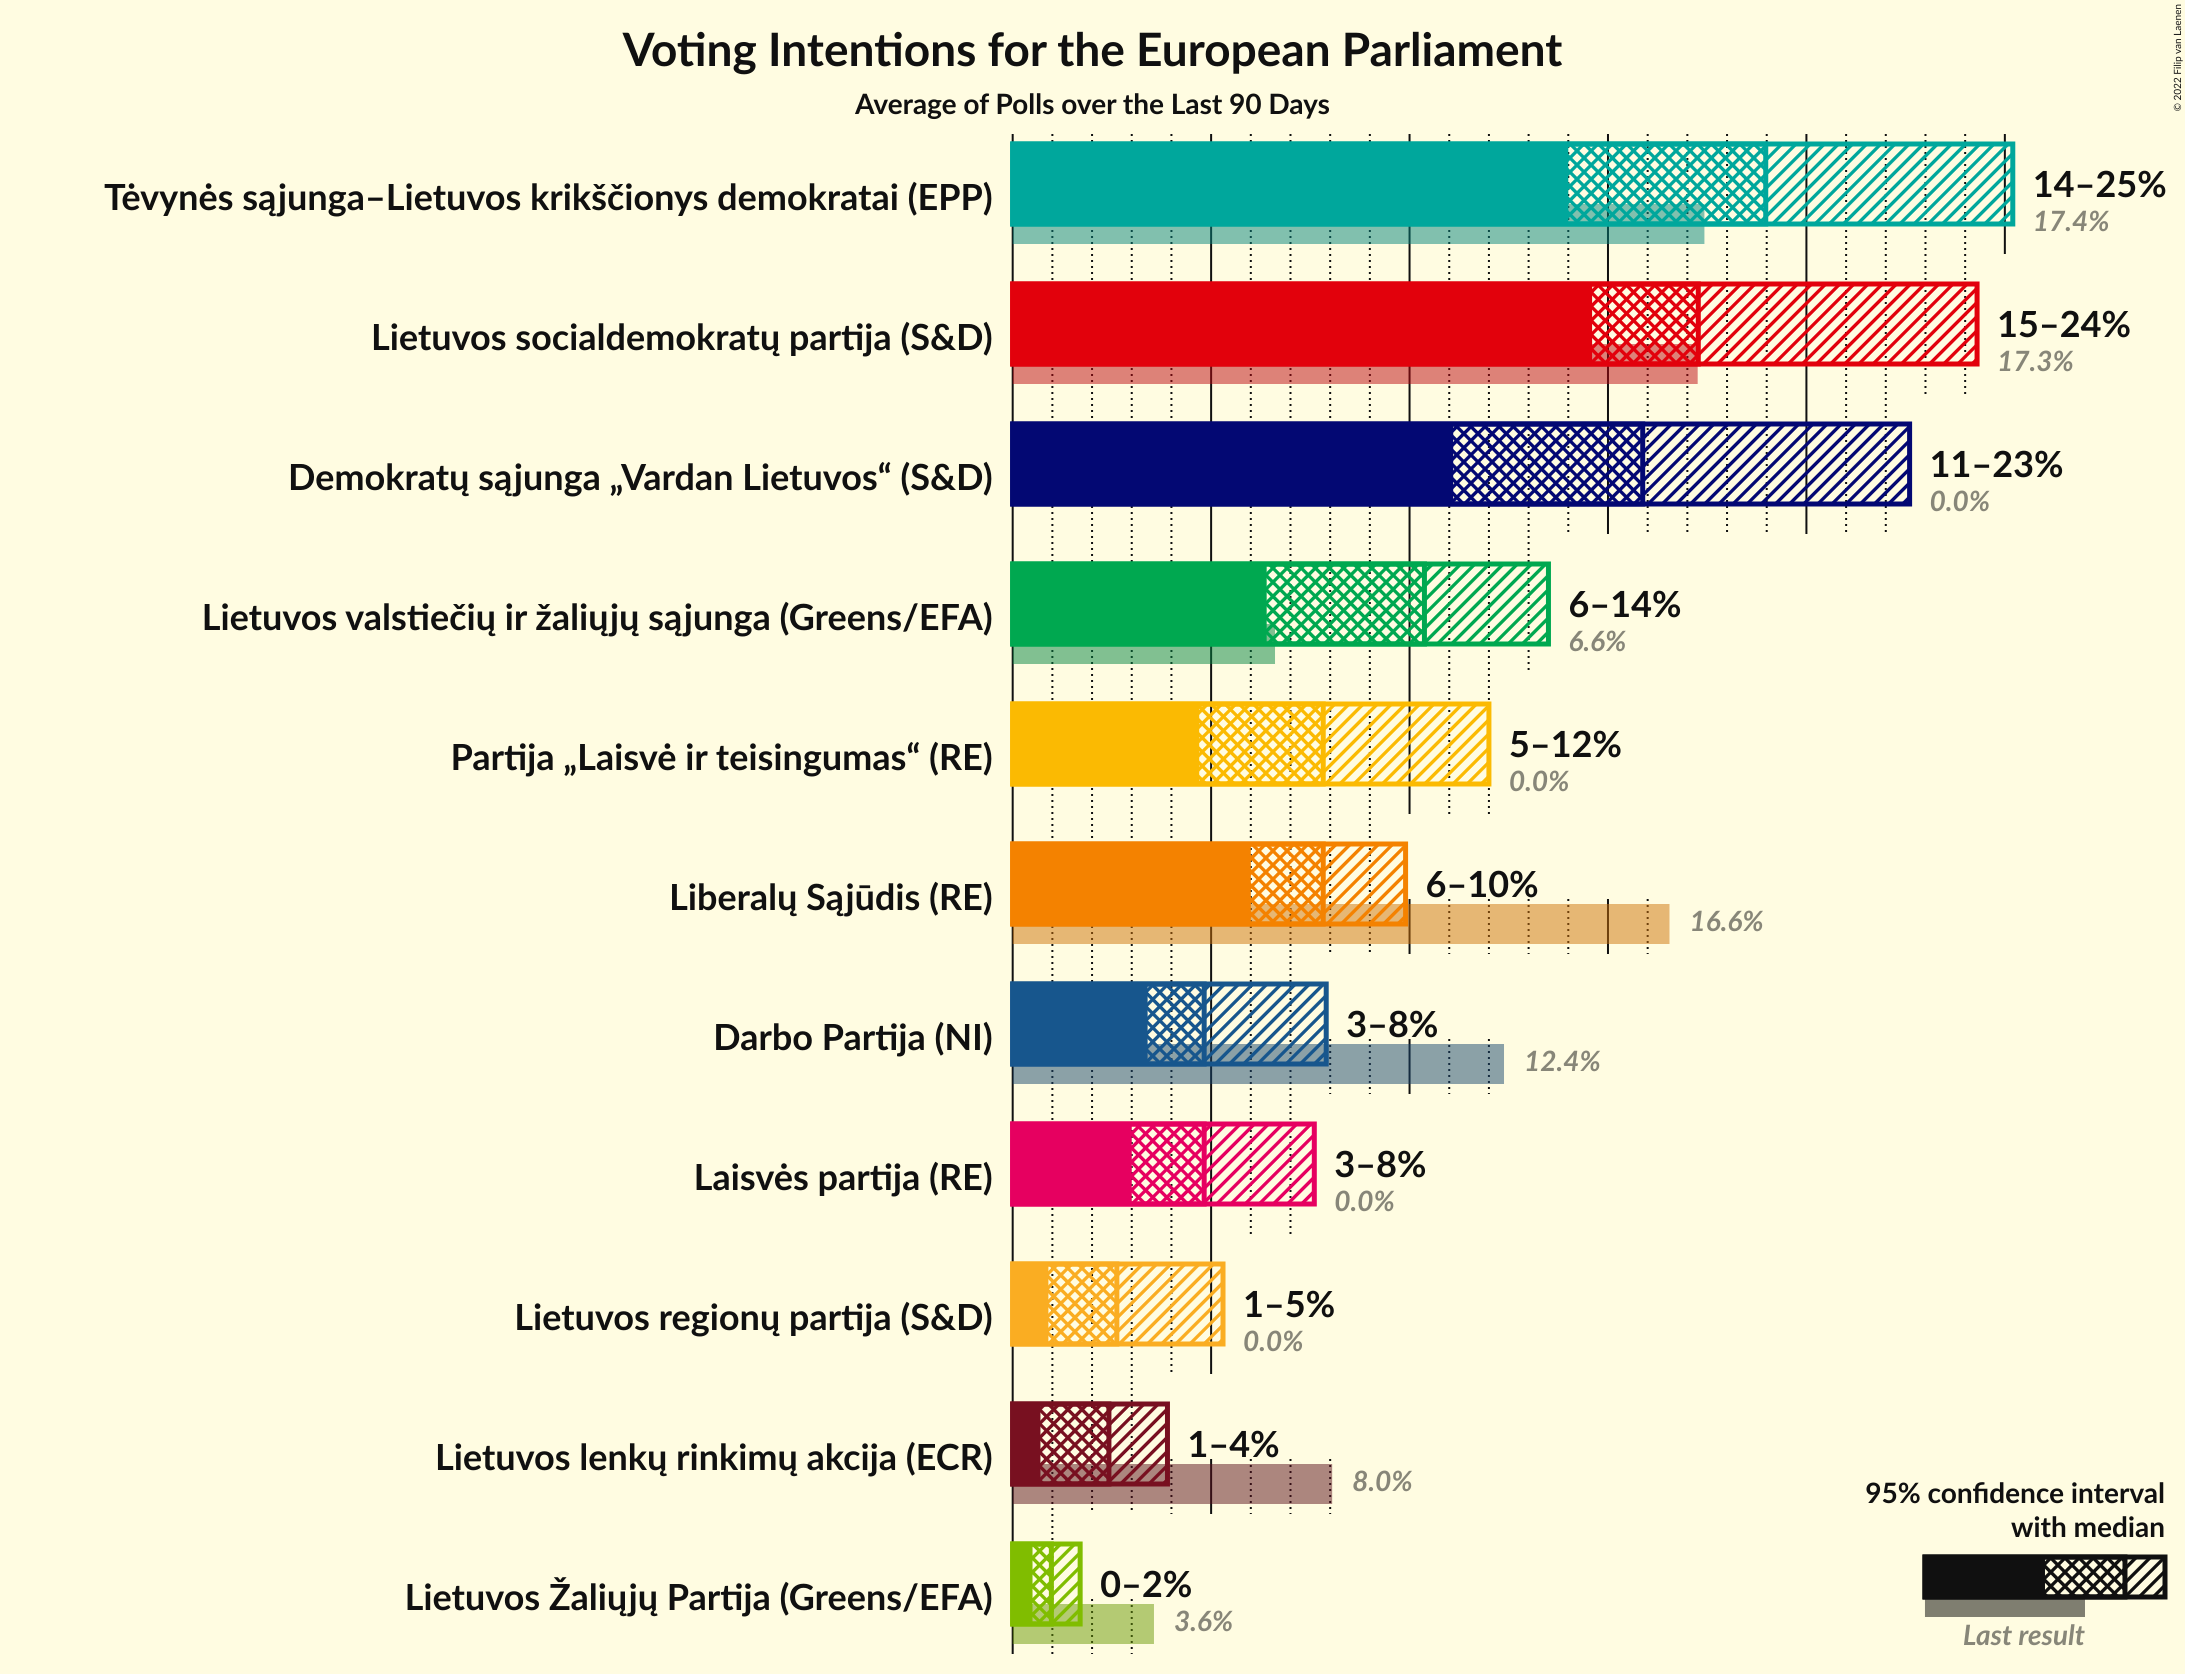 © 2022 Filip van Laenen
Voting Intentions for the European Parliament
Average of Polls over the Last 90 Days
Tėvynės sąjunga–Lietuvos krikščionys demokratai (EPP)
14–25%
17.4%
Lietuvos socialdemokratų partija (S&D)
15–24%
17.3%
Demokratų sąjunga „Vardan Lietuvos“ (S&D)
11–23%
0.0%
Lietuvos valstiečių ir žaliųjų sąjunga (Greens/EFA)
6–14%
6.6%
Partija „Laisvė ir teisingumas“ (RE)
5–12%
0.0%
Liberalų Sąjūdis (RE)
6–10%
16.6%
Darbo Partija (NI)
3–8%
12.4%
Laisvės partija (RE)
3–8%
0.0%
Lietuvos regionų partija (S&D)
1–5%
0.0%
Lietuvos lenkų rinkimų akcija (ECR)
1–4%
8.0%
Lietuvos Žaliųjų Partija (Greens/EFA)
0–2%
3.6%
95% confidence interval
with median
Last result